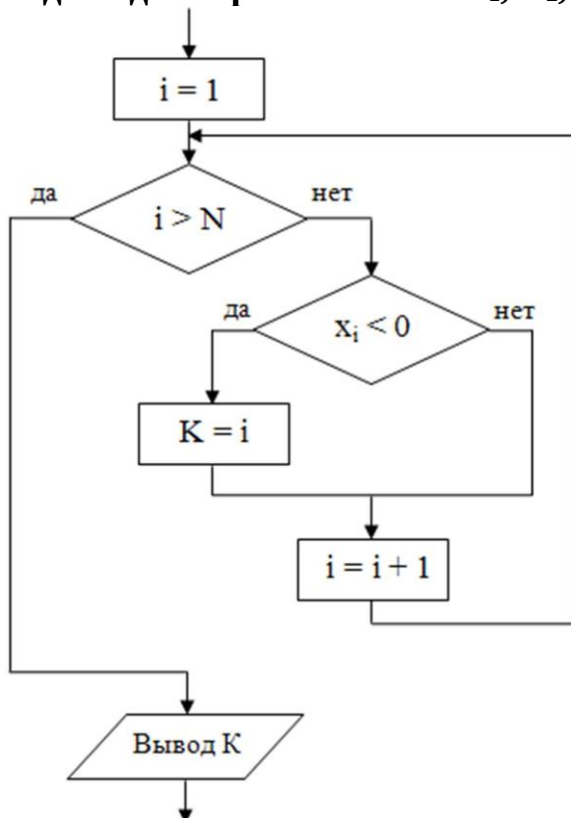 i = 1
да
нет
i > N
да
нет
xᵢ < 0
K = i
i = i + 1
Вывод K